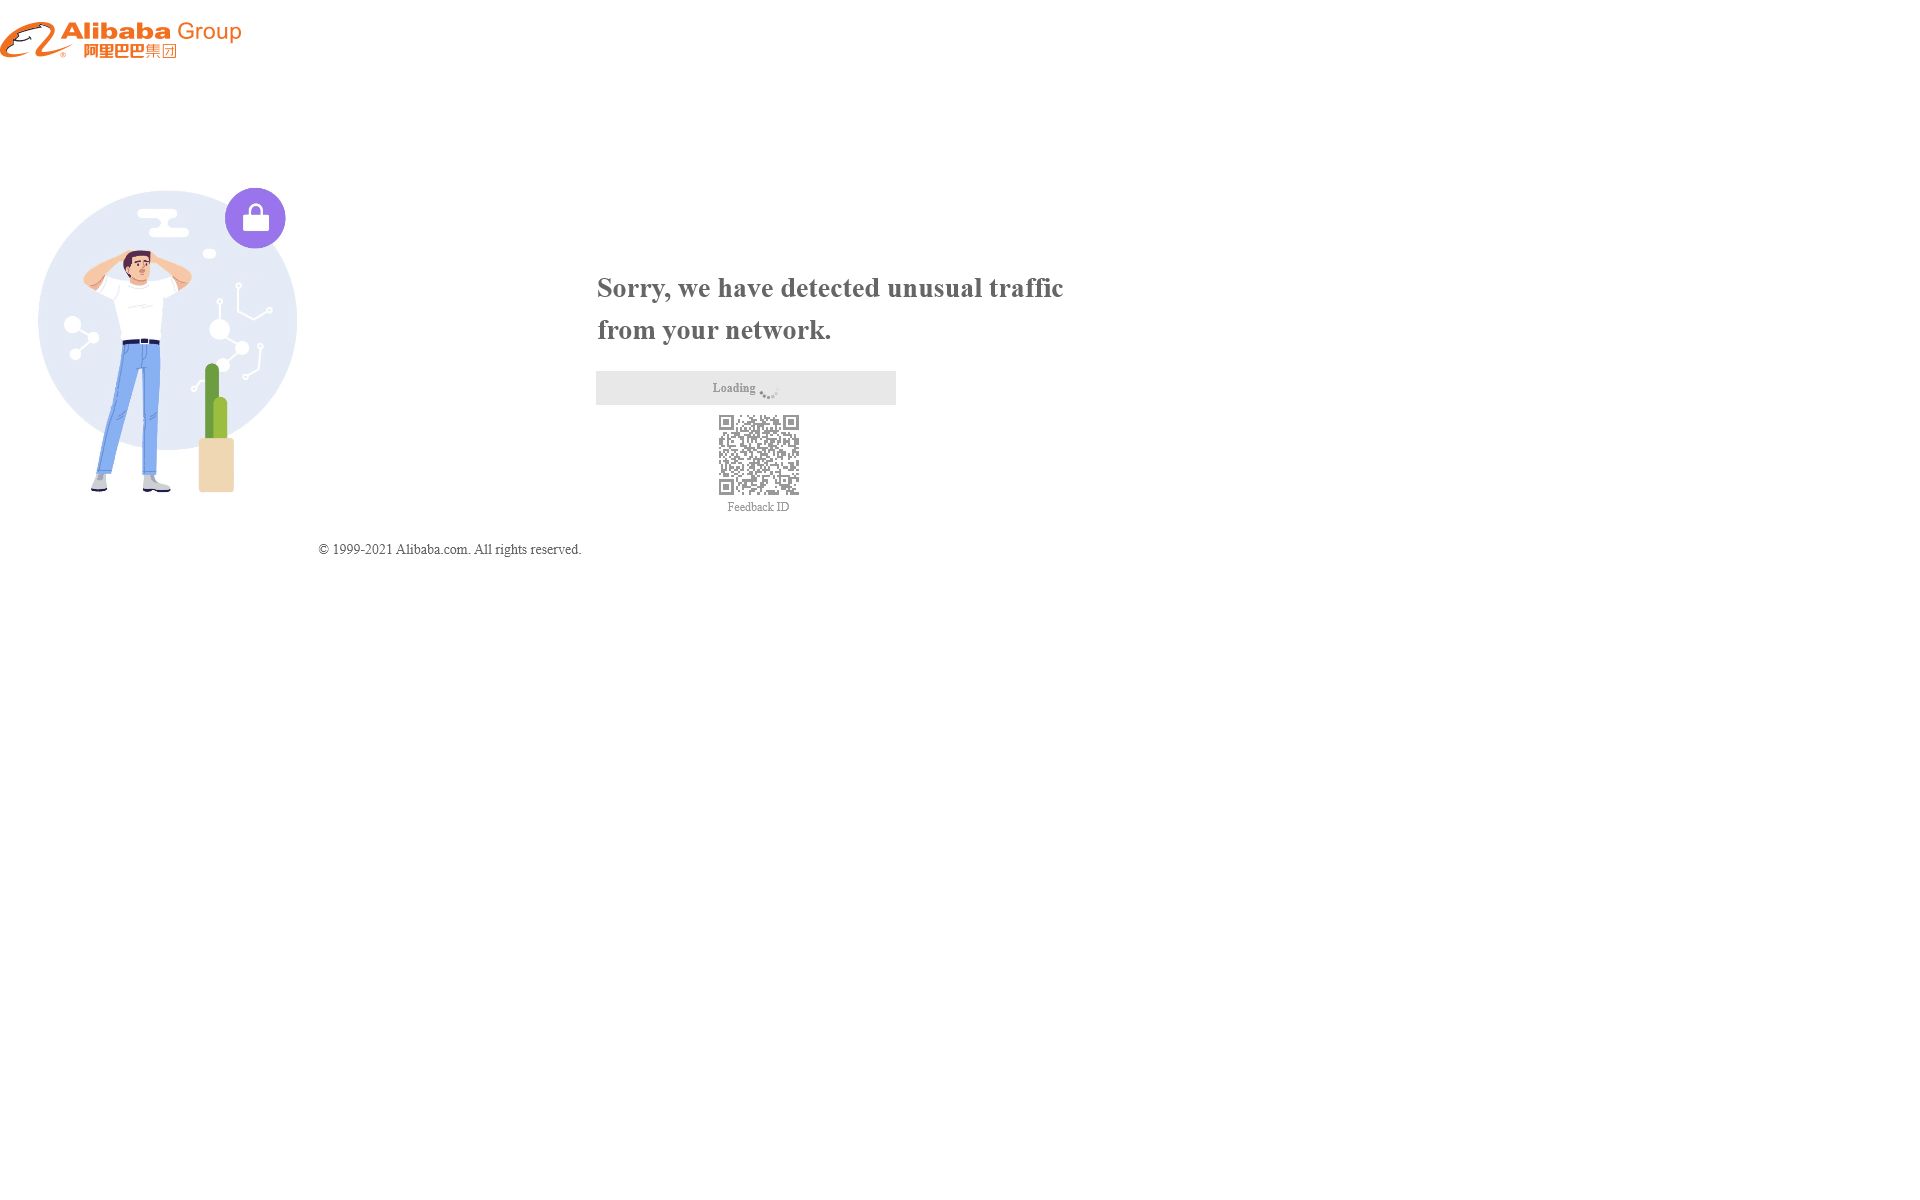 Alibaba Group
阿里巴巴集团
Sorry, we have detected unusual traffic
from your network.
Loading
Feedback ID
© 1999-2021 Alibaba.com. All rights reserved.